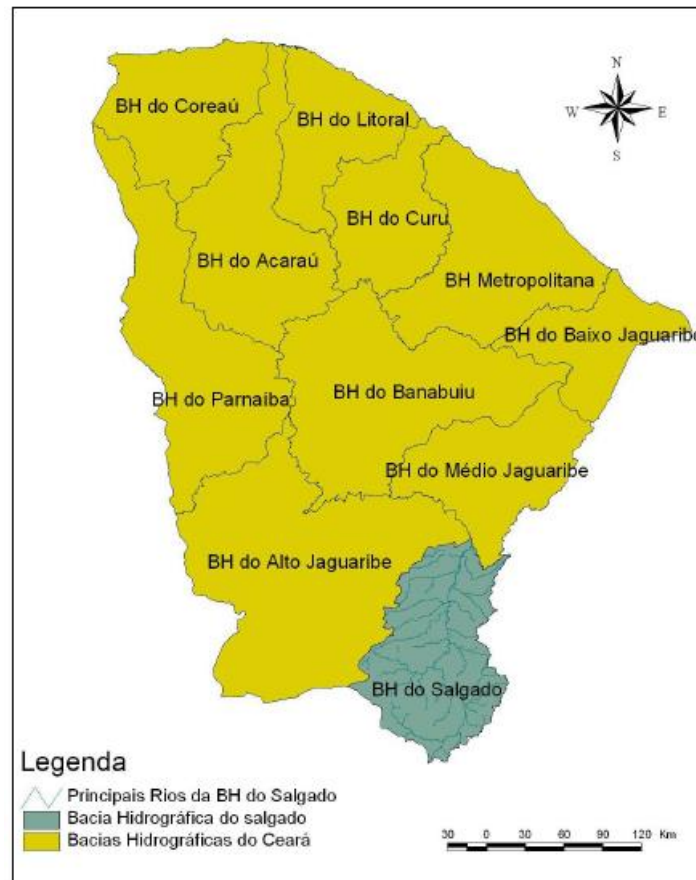 N
W E
S
BH do Coreaú
BH do Litoral
BH do Curu
BH do Acaraú
BH Metropolitana
BH do Baixo Jaguaribe
BH do Parnaíba
BH do Banabuiu
BH do Médio Jaguaribe
BH do Alto Jaguaribe
BH do Salgado
Legenda
Principais Rios da BH do Salgado
Bacia Hidrográfica do salgado
Bacias Hidrográficas do Ceará
30 0 30 60 90 120 Km